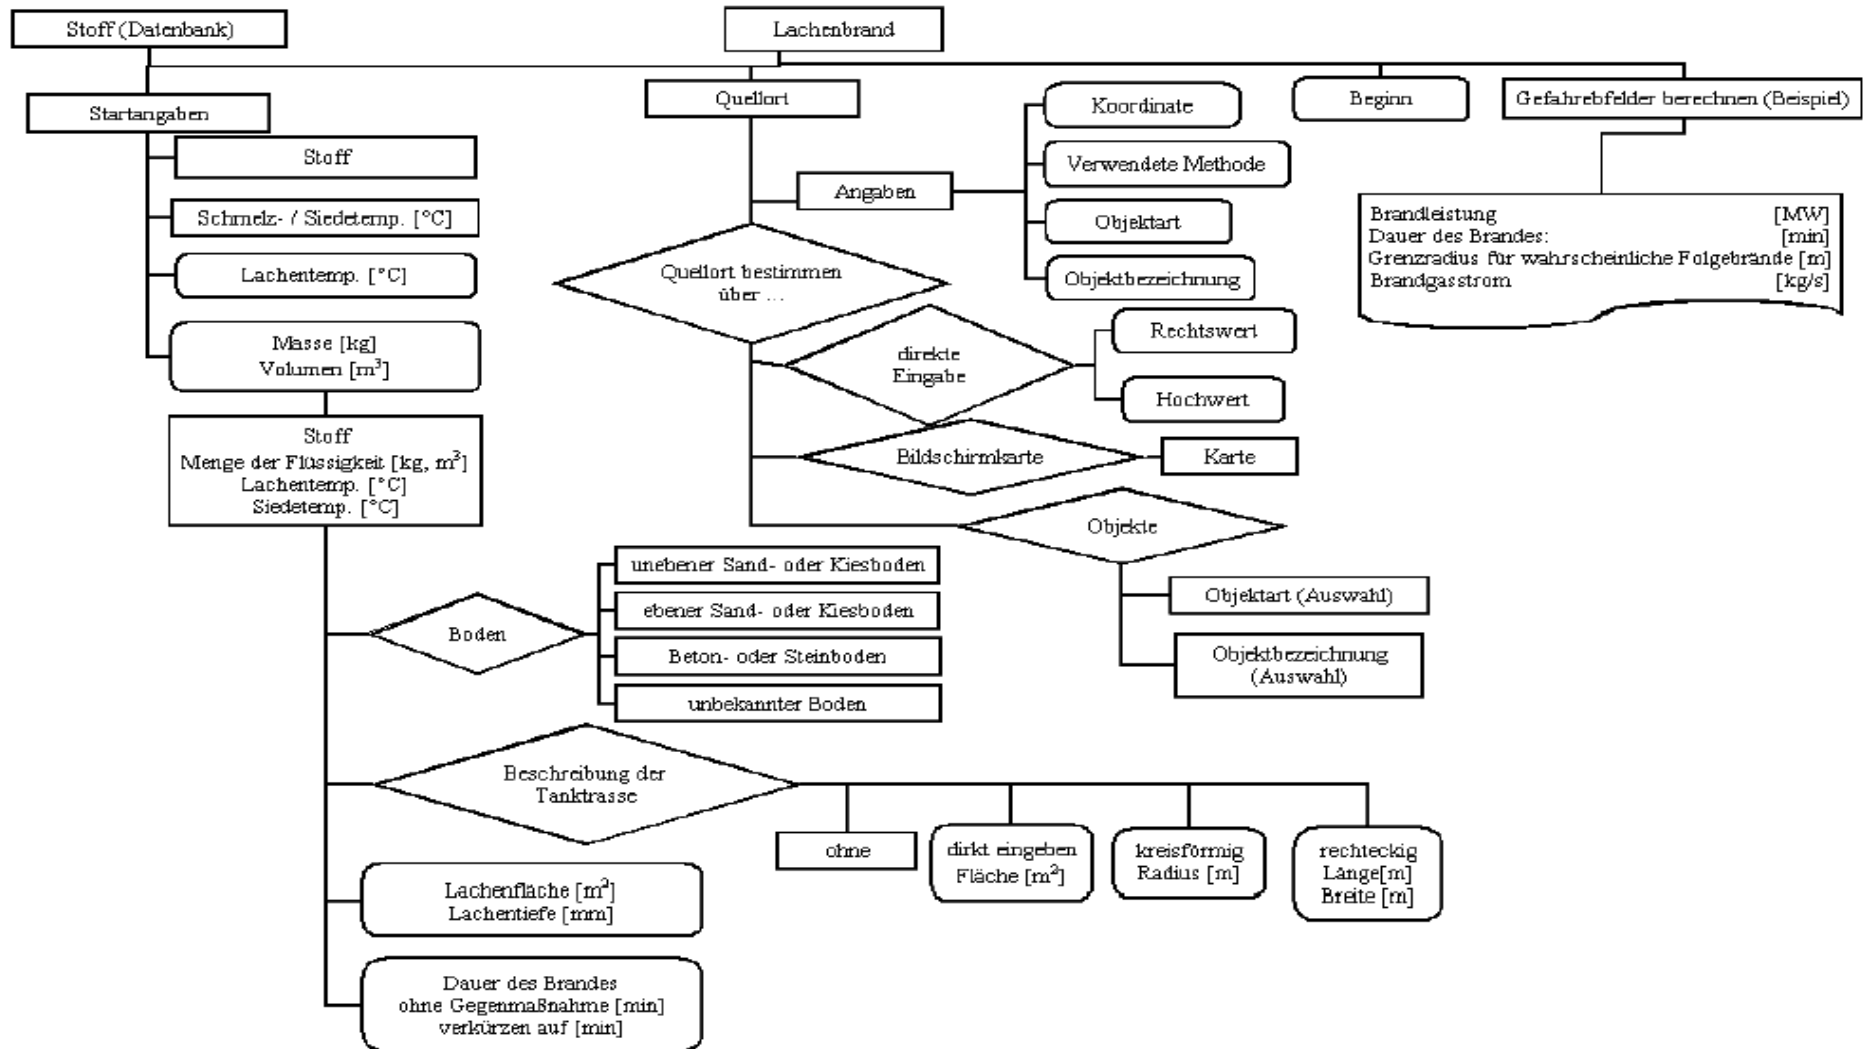 Stoff (Datenbank)
Lachenbrand
Startangaben
Quellort
Beginn
Gefahrebfelder berechnen (Beispiel)
Stoff
Schmelz- / Siedetemp. [°C]
Lachentemp. [°C]
Masse [kg]
Volumen [m³]
Stoff
Menge der Flüssigkeit [kg, m³]
Lachentemp. [°C]
Siedetemp. [°C]
Angaben
Koordinate
Verwendete Methode
Objektart
Objektbezeichnung
Brandleistung [MW]
Dauer des Brandes: [min]
Grenzradius für wahrscheinliche Folgebrände [m]
Brandgasstrom [kg/s]
Quellort bestimmen
über ...
direkte
Eingabe
Rechtswert
Hochwert
Bildschirmkarte
Karte
Objekte
Objektart (Auswahl)
Objektbezeichnung
(Auswahl)
Boden
unebener Sand- oder Kiesboden
ebener Sand- oder Kiesboden
Beton- oder Steinboden
unbekannter Boden
Beschreibung der
Tanktrasse
ohne
dirkt eingeben
Fläche [m²]
kreisförmig
Radius [m]
rechteckig
Länge[m]
Breite [m]
Lachenfläche [m²]
Lachentiefe [mm]
Dauer des Brandes
ohne Gegenmaßnahme [min]
verkürzen auf [min]